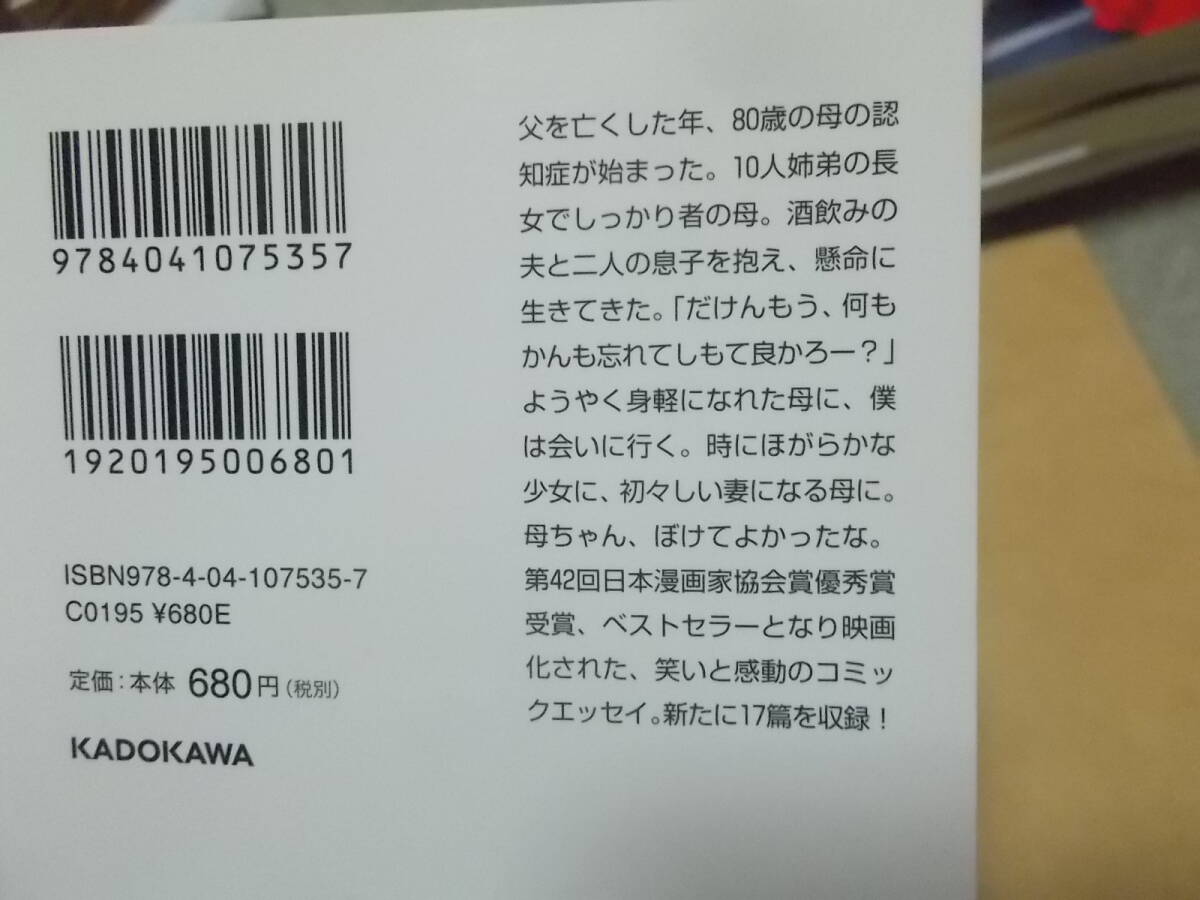 9784041075357
1920195006801
ISBN978-4-04-107535-7
C0195 ¥680E
定価:本体 680円(税別)
KADOKAWA
父を亡くした年、80歳の母の認
知症が始まった。10人姉弟の長
女でしっかり者の母。酒飲みの
夫と二人の息子を抱え、懸命に
生きてきた。「だけんもう、何も
かんも忘れてしもて良かろー?」
ようやく身軽になれた母に、僕
は会いに行く。時にほがらかな
少女に、初々しい妻になる母に。
母ちゃん、ぼけてよかったな。
第42回日本漫画家協会賞優秀賞
受賞、ベストセラーとなり映画
化された、笑いと感動のコミッ
クエッセイ。新たに17篇を収録!